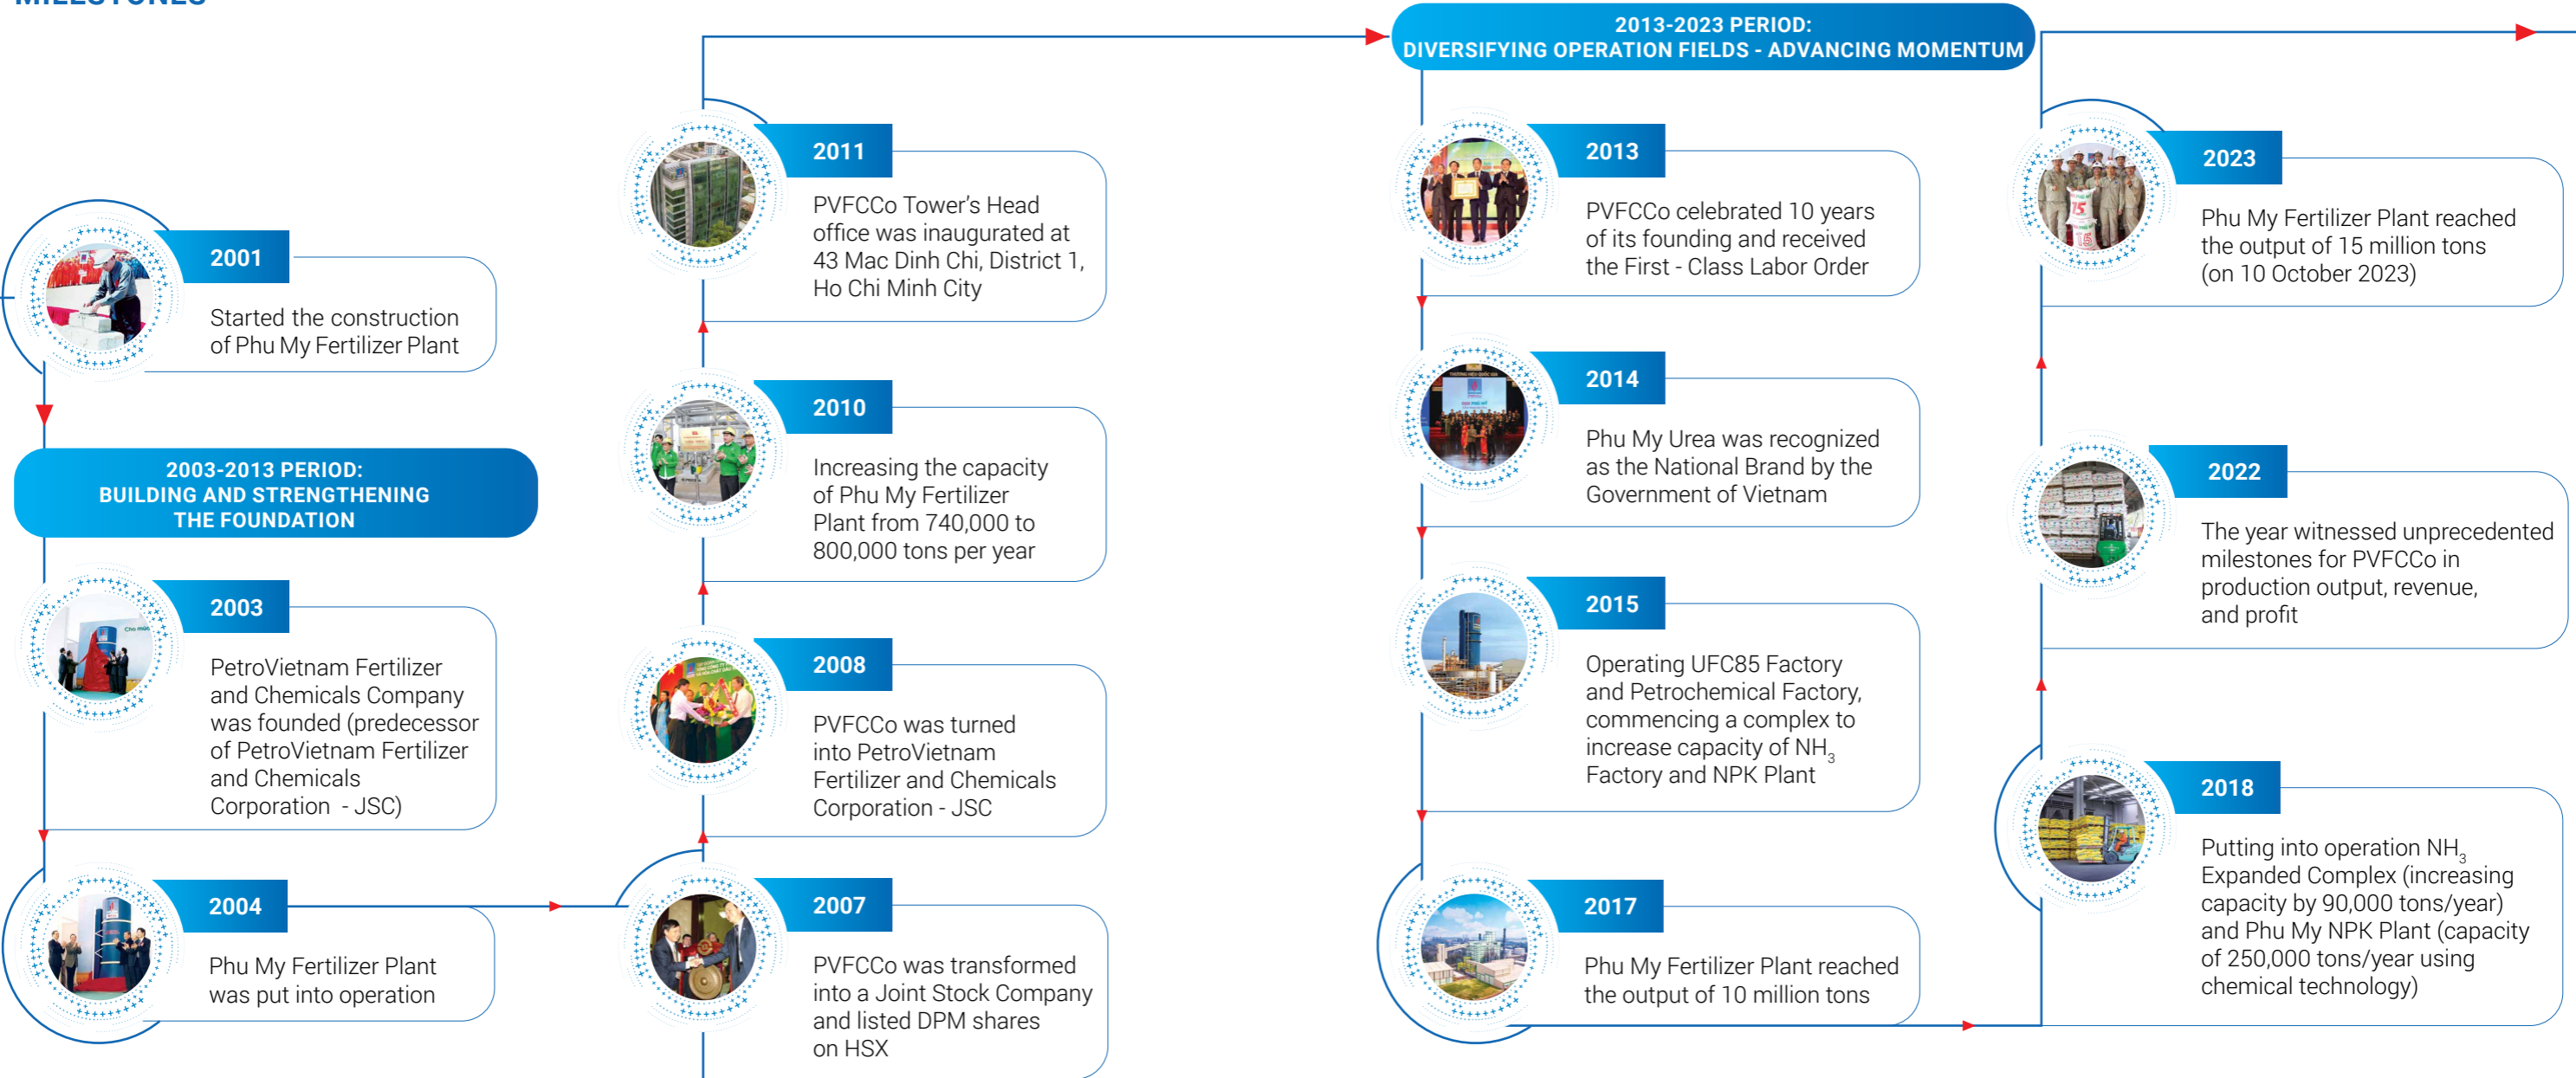 MILESTONES
2001
Started the construction
of Phu My Fertilizer Plant
2003-2013 PERIOD:
BUILDING AND STRENGTHENING
THE FOUNDATION
2003
PetroVietnam Fertilizer
and Chemicals Company
was founded (predecessor
of PetroVietnam Fertilizer
and Chemicals
Corporation - JSC)
2004
Phu My Fertilizer Plant
was put into operation
2007
PVFCCo was transformed
into a Joint Stock Company
and listed DPM shares
on HSX
2008
PVFCCo was turned
into PetroVietnam
Fertilizer and Chemicals
Corporation - JSC
2010
Increasing the capacity
of Phu My Fertilizer
Plant from 740,000 to
800,000 tons per year
2011
PVFCCo Tower’s Head
office was inaugurated at
43 Mac Dinh Chi, District 1,
Ho Chi Minh City
2013-2023 PERIOD:
DIVERSIFYING OPERATION FIELDS - ADVANCING MOMENTUM
2013
PVFCCo celebrated 10 years
of its founding and received
the First - Class Labor Order
2014
Phu My Urea was recognized
as the National Brand by the
Government of Vietnam
2015
Operating UFC85 Factory
and Petrochemical Factory,
commencing a complex to
increase capacity of NH₃
Factory and NPK Plant
2017
Phu My Fertilizer Plant reached
the output of 10 million tons
2018
Putting into operation NH₃
Expanded Complex (increasing
capacity by 90,000 tons/year)
and Phu My NPK Plant (capacity
of 250,000 tons/year using
chemical technology)
2022
The year witnessed unprecedented
milestones for PVFCCo in
production output, revenue,
and profit
2023
Phu My Fertilizer Plant reached
the output of 15 million tons
(on 10 October 2023)